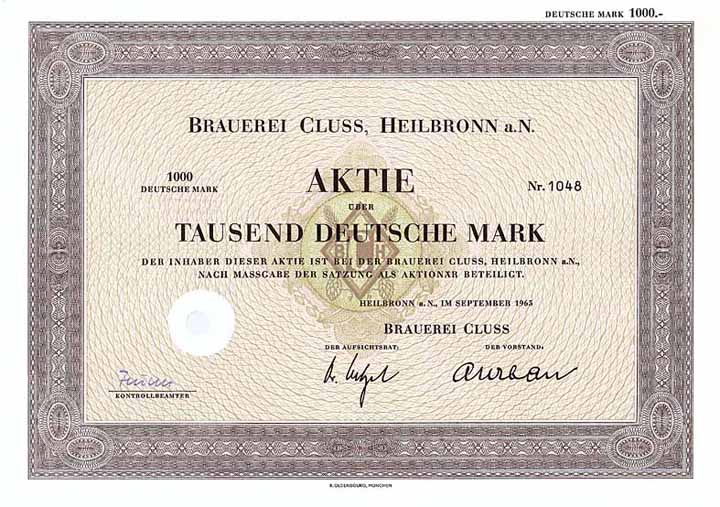 DEUTSCHE MARK 1000.-
BRAUEREI CLUSS, HEILBRONN a.N.
1000
DEUTSCHE MARK
AKTIE
Nr. 1048
ÜBER
TAUSEND DEUTSCHE MARK
DER INHABER DIESER AKTIE IST BEI DER BRAUEREI CLUSS, HEILBRONN a.N.,
NACH MASSGABE DER SATZUNG ALS AKTIONÄR BETEILIGT.
HEILBRONN a.N., IM SEPTEMBER 1965
BRAUEREI CLUSS
DER AUFSICHTSRAT:
DER VORSTAND:
KONTROLLBEAMTER
R. OLDENBOURG, MÜNCHEN